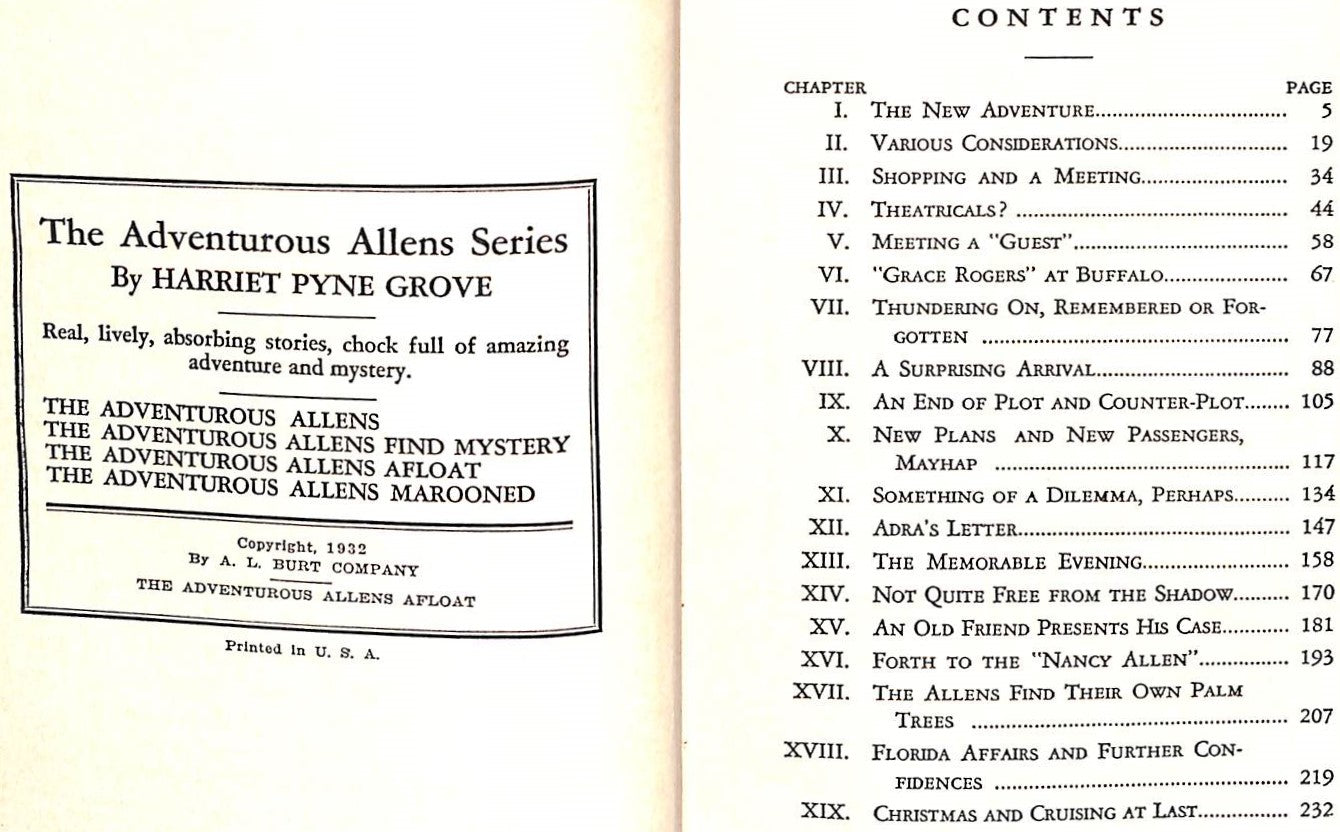 The Adventurous Allens Series
By HARRIET PYNE GROVE
Real, lively, absorbing stories, chock full of amazing
adventure and mystery.
THE ADVENTUROUS ALLENS
THE ADVENTUROUS ALLENS FIND MYSTERY
THE ADVENTUROUS ALLENS AFLOAT
THE ADVENTUROUS ALLENS MAROONED
Copyright, 1932
By A. L. BURT COMPANY
THE ADVENTUROUS ALLENS AFLOAT
Printed in U. S. A.
CONTENTS
CHAPTER PAGE
I. The New Adventure................................. 5
II. Various Considerations.............................. 19
III. Shopping and a Meeting.......................... 34
IV. Theatricals? ................................................ 44
V. Meeting a "Guest"...................................... 58
VI. "Grace Rogers" at Buffalo...................... 67
VII. Thundering On, Remembered or For-
gotten ...................................................... 77
VIII. A Surprising Arrival.................................. 88
IX. An End of Plot and Counter-Plot........ 105
X. New Plans and New Passengers,
Mayhap .................................................... 117
XI. Something of a Dilemma, Perhaps.......... 134
XII. Adra's Letter................................................ 147
XIII. The Memorable Evening.......................... 158
XIV. Not Quite Free from the Shadow.......... 170
XV. An Old Friend Presents His Case............ 181
XVI. Forth to the "Nancy Allen"................ 193
XVII. The Allens Find Their Own Palm
Trees ........................................................ 207
XVIII. Florida Affairs and Further Con-
fidences .................................................... 219
XIX. Christmas and Cruising at Last................ 232